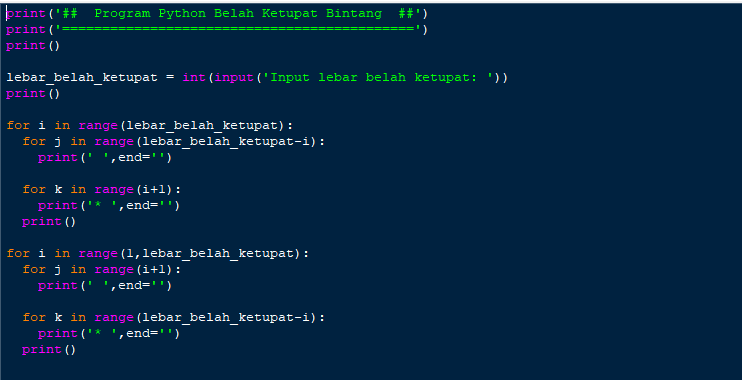 print('##  Program Python Belah Ketupat Bintang  ##')
print('============================================')
print()

lebar_belah_ketupat = int(input('Input lebar belah ketupat: '))
print()

for i in range(lebar_belah_ketupat):
  for j in range(lebar_belah_ketupat-i):
    print(' ',end='')

  for k in range(i+1):
    print('* ',end='')
  print()

for i in range(1,lebar_belah_ketupat):
  for j in range(i+1):
    print(' ',end='')

  for k in range(lebar_belah_ketupat-i):
    print('* ',end='')
  print()